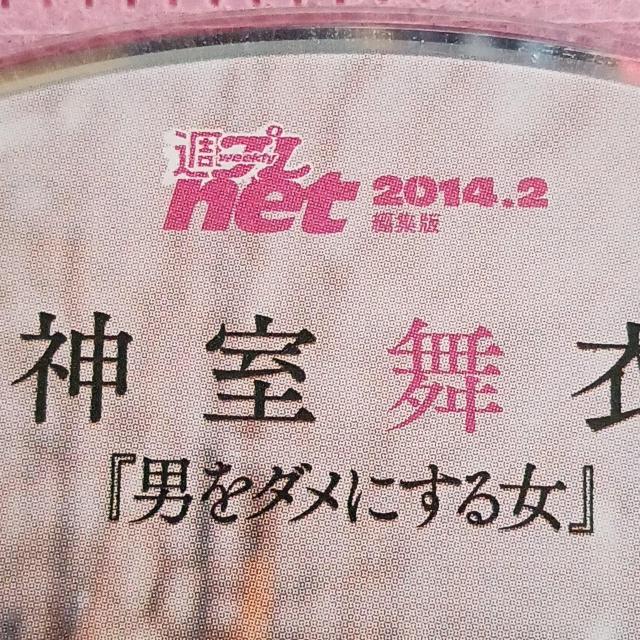 週プレ weekly
net 2014.2
編集版
神室舞衣
『男をダメにする女』